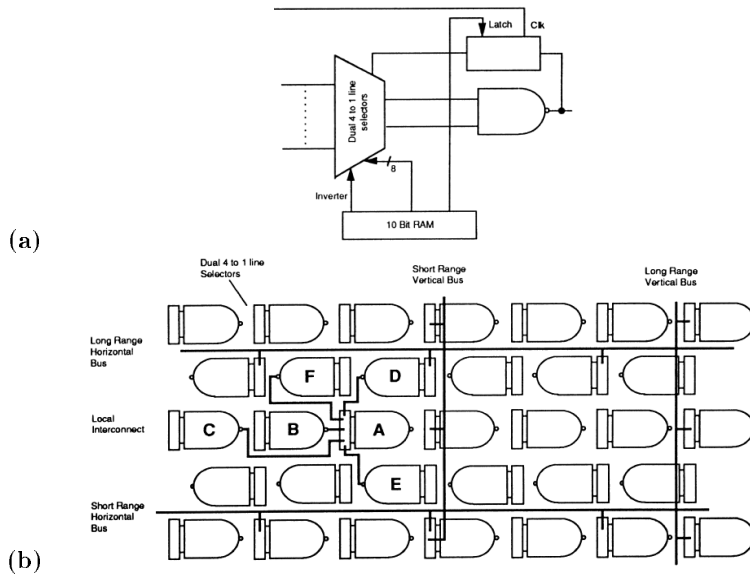 Latch Clk
Dual 4 to 1 line
selectors
8
Inverter
10 Bit RAM
(a)
Dual 4 to 1 line
Selectors
Short Range
Vertical Bus
Long Range
Vertical Bus
Long Range
Horizontal
Bus
F D
Local
Interconnect
C B A
E
Short Range
Horizontal
Bus
(b)